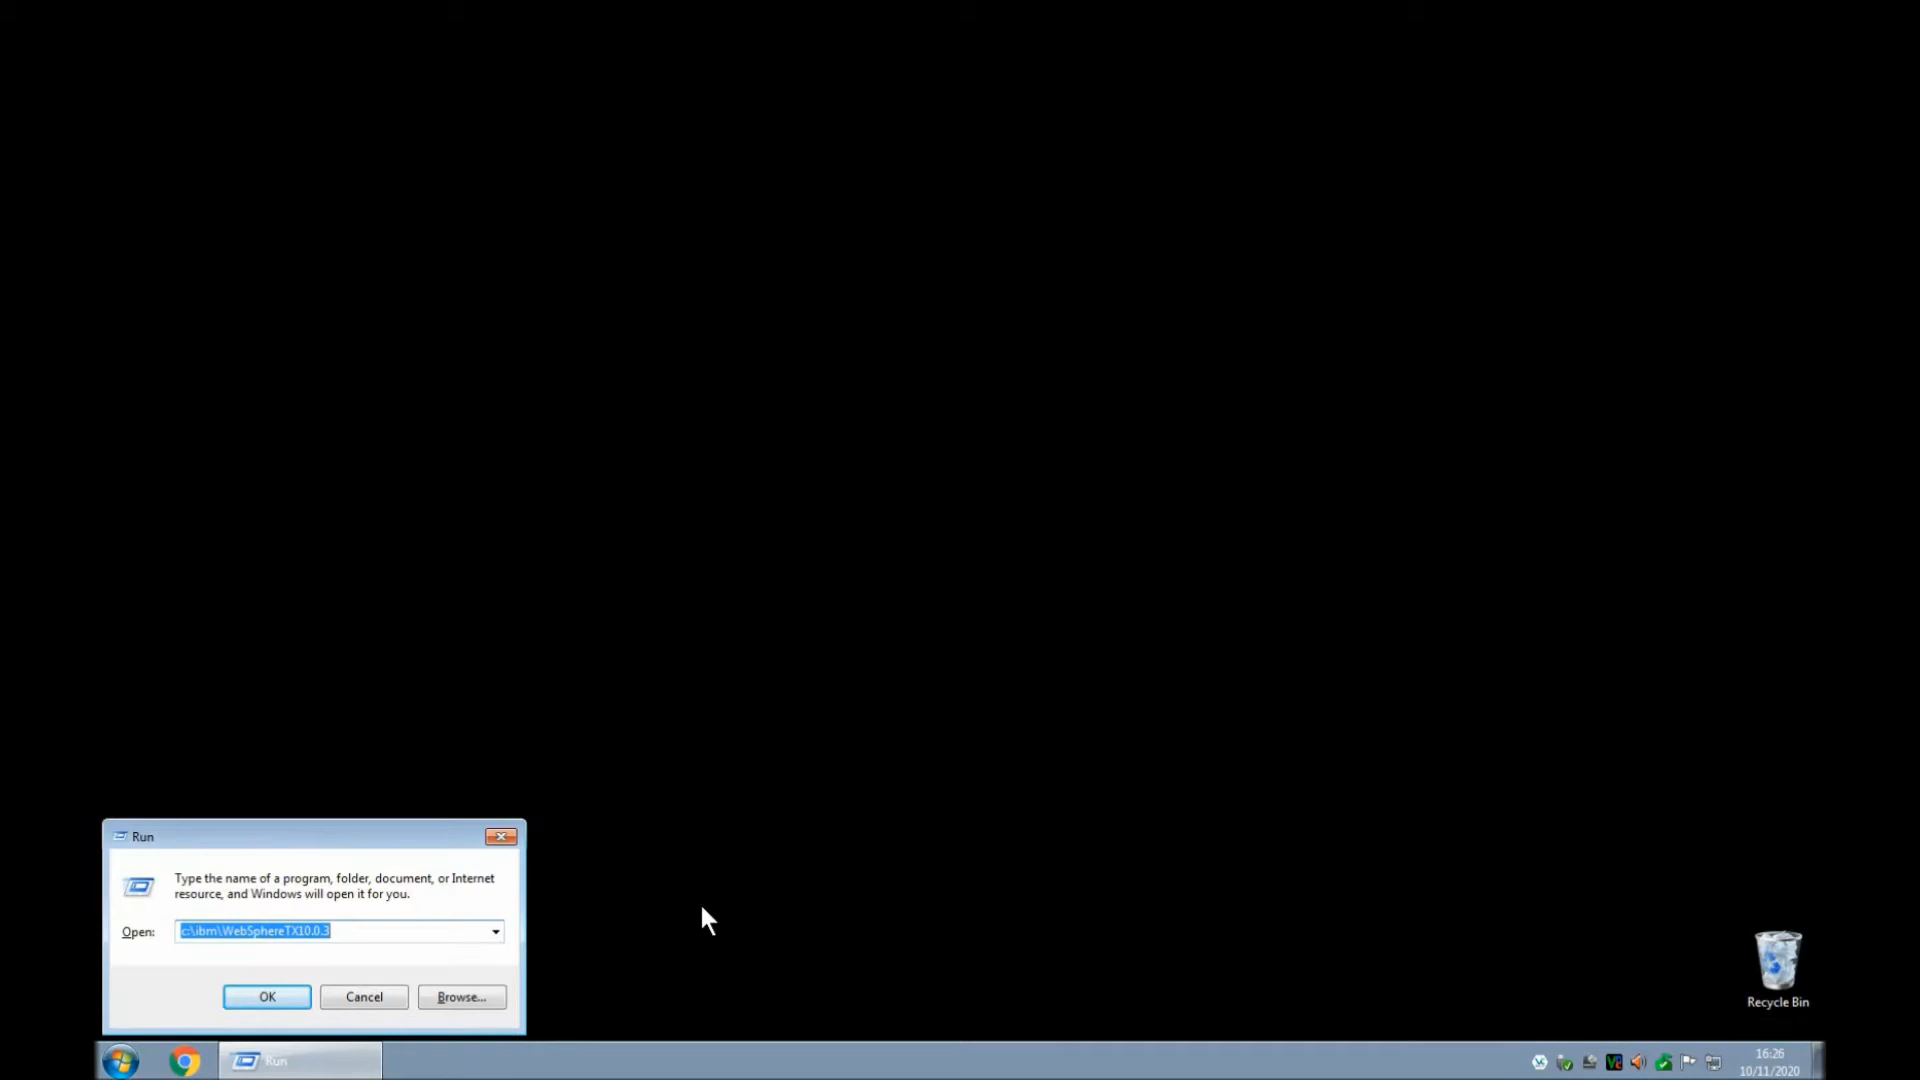 Run
Type the name of a program, folder, document, or Internet
resource, and Windows will open it for you.
Open: c:\ibm\WebSphereTX10.0.3
OK Cancel Browse...
Recycle Bin
Run
16:26
10/11/2020